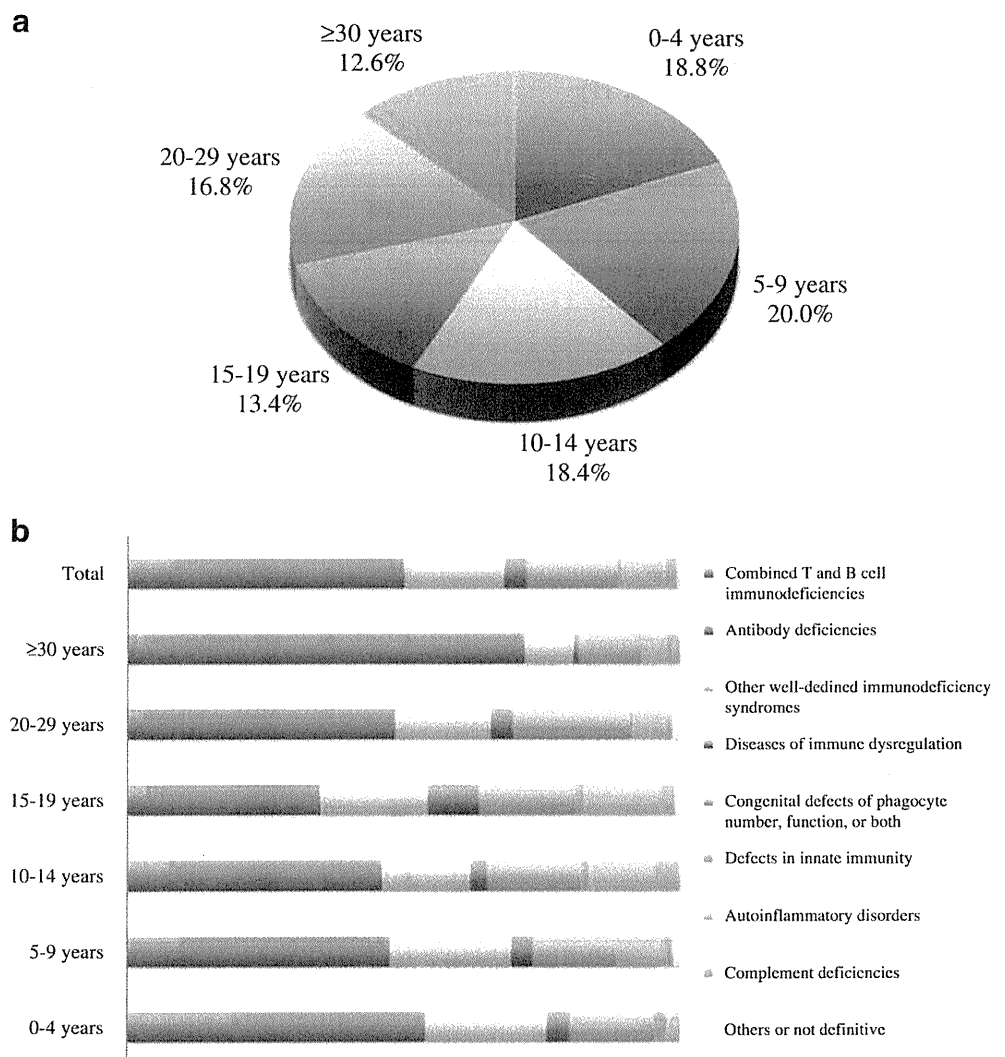 a
≥30 years
12.6%
0-4 years
18.8%
20-29 years
16.8%
5-9 years
20.0%
15-19 years
13.4%
10-14 years
18.4%
b
Total
≥30 years
20-29 years
15-19 years
10-14 years
5-9 years
0-4 years
Combined T and B cell
immunodeficiencies
Antibody deficiencies
Other well-dedined immunodeficiency
syndromes
Diseases of immune dysregulation
Congenital defects of phagocyte
number, function, or both
Defects in innate immunity
Autoinflammatory disorders
Complement deficiencies
Others or not definitive